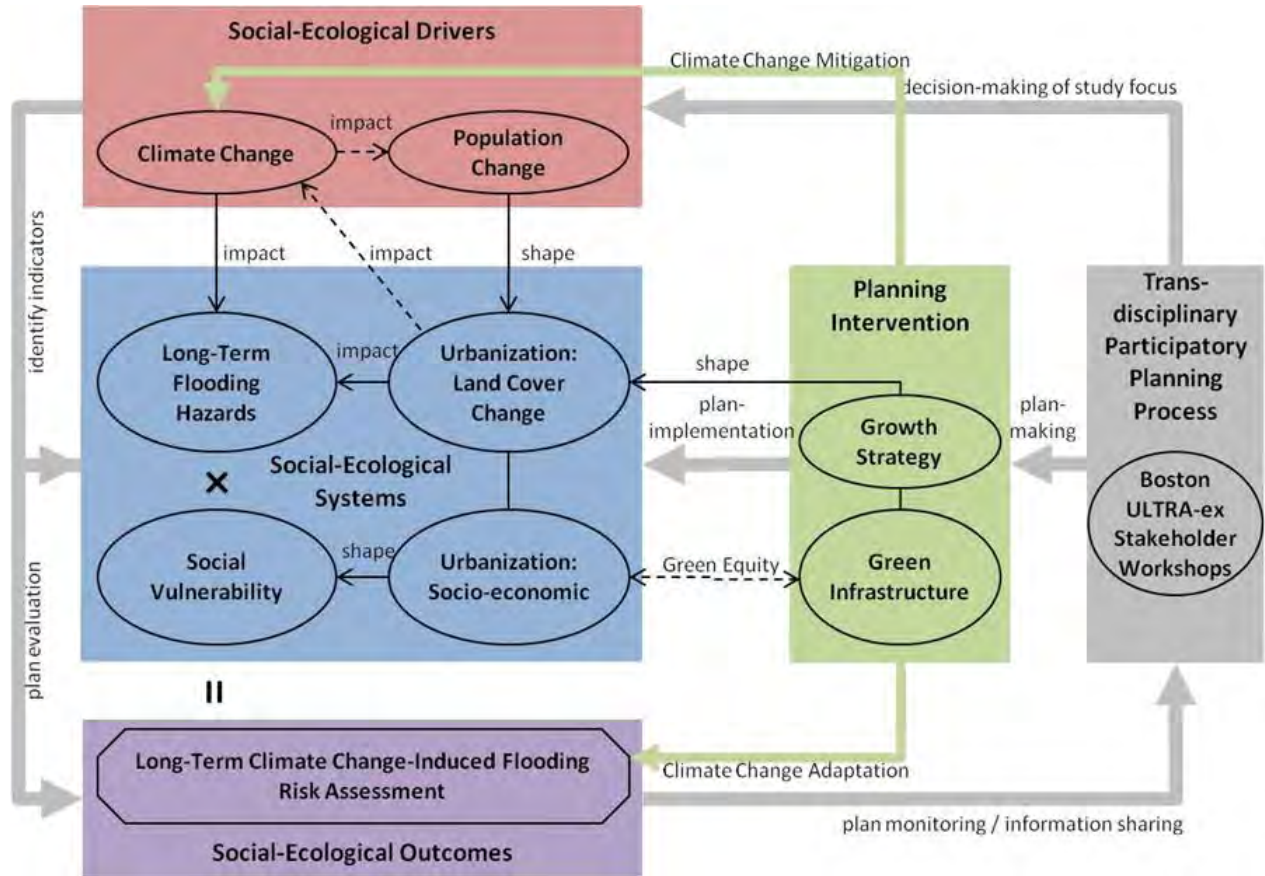 Social-Ecological Drivers
Climate Change Mitigation
decision-making of study focus
impact
Climate Change
Population
Change
identify indicators
impact
impact
shape
Planning
Intervention
Trans-
disciplinary
Participatory
Planning
Process
Long-Term
Flooding
Hazards
impact
Urbanization:
Land Cover
Change
shape
plan-
implementation
Growth
Strategy
plan-
making
Social-Ecological
Systems
×
Boston
ULTRA-ex
Stakeholder
Workshops
Social
Vulnerability
shape
Urbanization:
Socio-economic
Green Equity
Green
Infrastructure
plan evaluation
=
Long-Term Climate Change-Induced Flooding
Risk Assessment
Climate Change Adaptation
plan monitoring / information sharing
Social-Ecological Outcomes